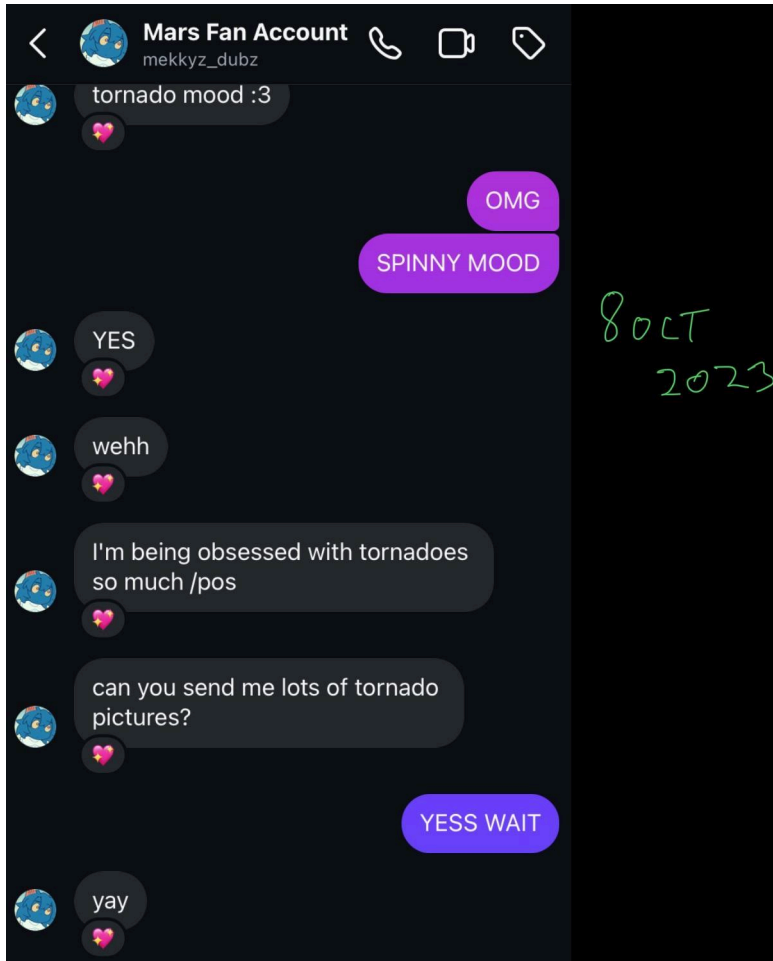 Mars Fan Account
mekkyz_dubz
tornado mood :3
OMG
SPINNY MOOD
YES
wehh
I'm being obsessed with tornadoes
so much /pos
can you send me lots of tornado
pictures?
YESS WAIT
yay
8 OCT
2023